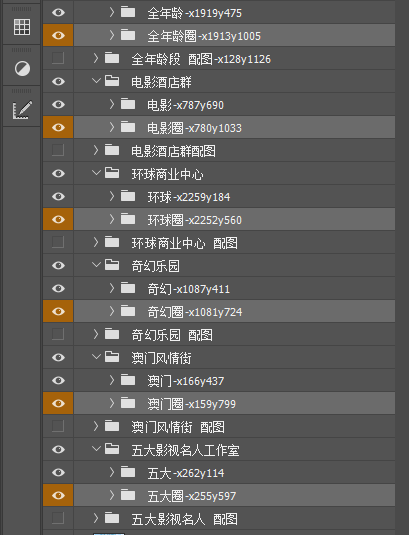 全年龄-x1919y475
全年龄圈-x1913y1005
全年龄段 配图-x128y1126
电影酒店群
电影-x787y690
电影圈-x780y1033
电影酒店群配图
环球商业中心
环球-x2259y184
环球圈-x2252y560
环球商业中心 配图
奇幻乐园
奇幻-x1087y411
奇幻圈-x1081y724
奇幻乐园 配图
澳门风情街
澳门-x166y437
澳门圈-x159y799
澳门风情街 配图
五大影视名人工作室
五大-x262y114
五大圈-x255y597
五大影视名人 配图